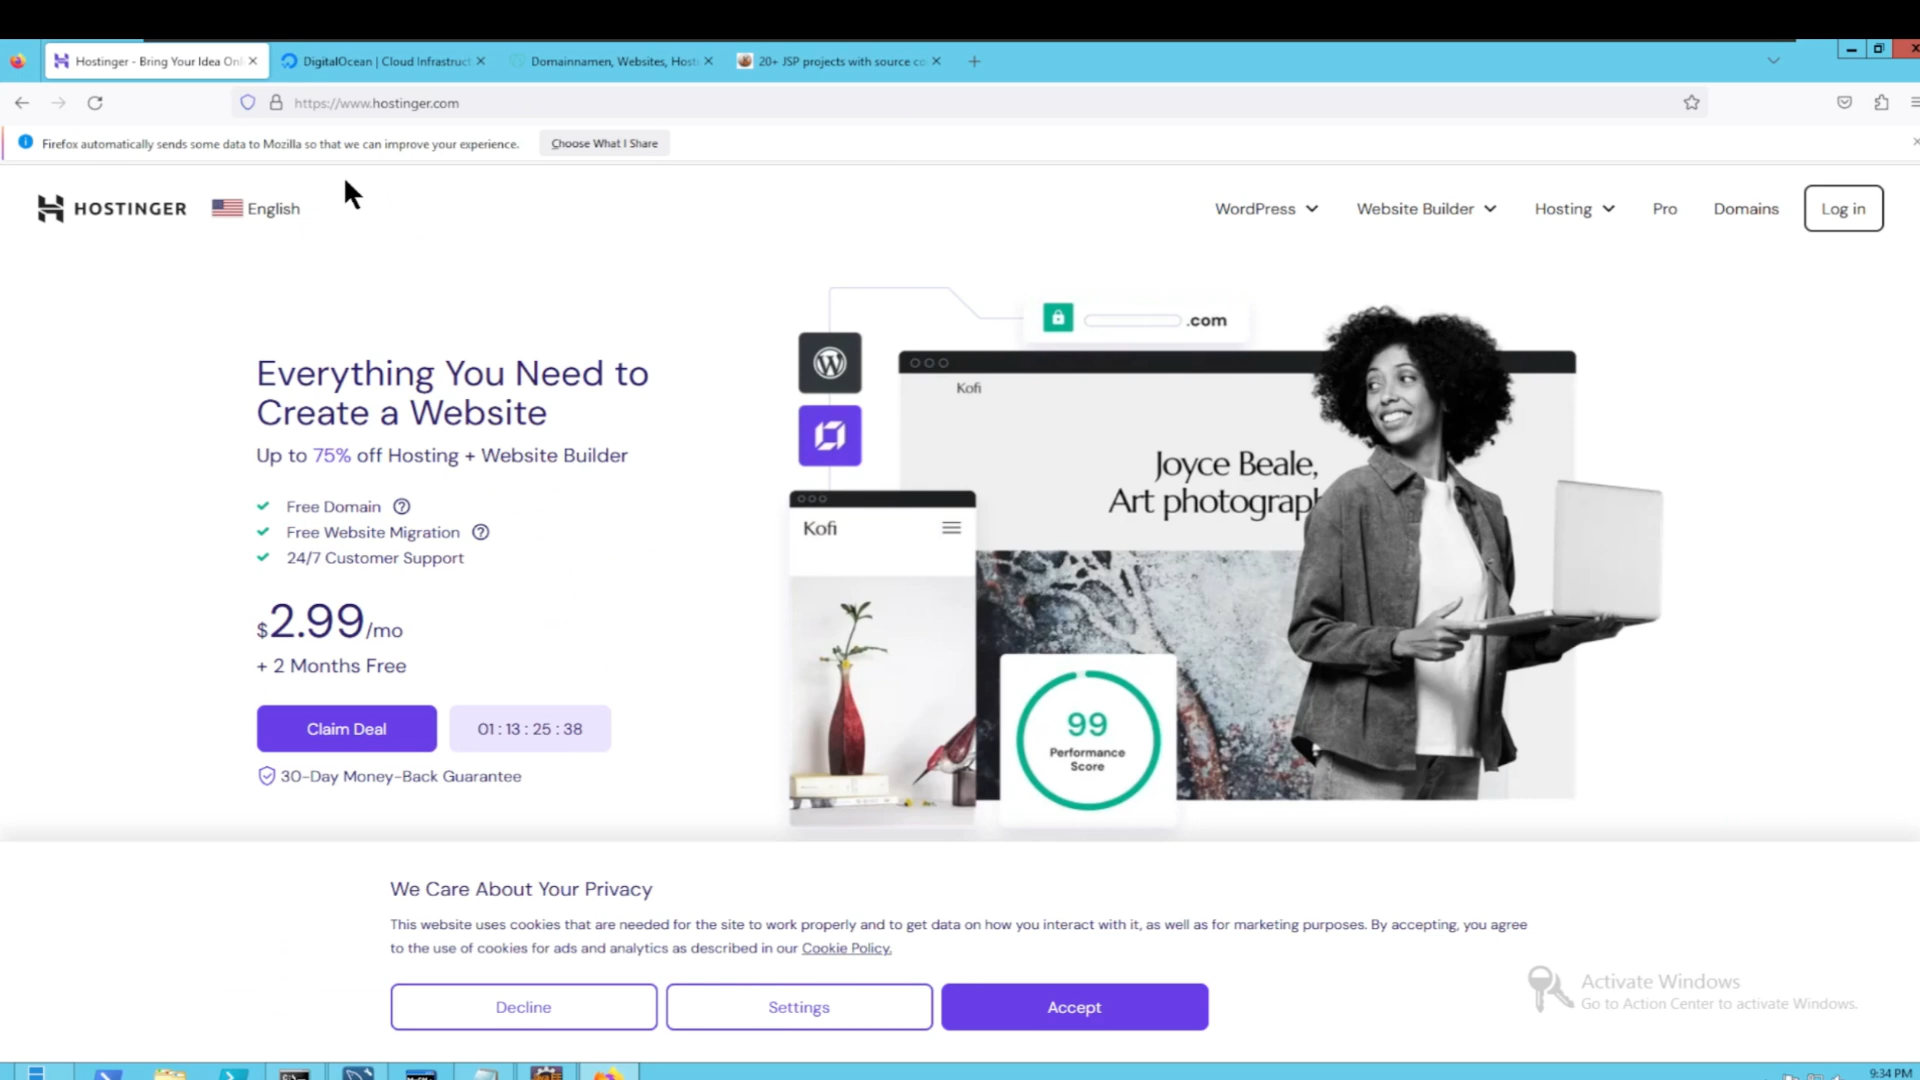 Hostinger - Bring Your Idea Onl
DigitalOcean | Cloud Infrastruct
Domainnamen, Websites, Hosti
20+ JSP projects with source co
https://www.hostinger.com
Firefox automatically sends some data to Mozilla so that we can improve your experience.
Choose What I Share
HOSTINGER
English
WordPress
Website Builder
Hosting
Pro
Domains
Log in
Everything You Need to
Create a Website
Up to 75% off Hosting + Website Builder
Free Domain
Free Website Migration
24/7 Customer Support
$2.99/mo
+ 2 Months Free
Claim Deal
01 : 13 : 25 : 38
30-Day Money-Back Guarantee
.com
Kofi
Joyce Beale,
Art photograph
Kofi
99
Performance
Score
We Care About Your Privacy
This website uses cookies that are needed for the site to work properly and to get data on how you interact with it, as well as for marketing purposes. By accepting, you agree
to the use of cookies for ads and analytics as described in our Cookie Policy.
Decline
Settings
Accept
Activate Windows
Go to Action Center to activate Windows.
9:34 PM